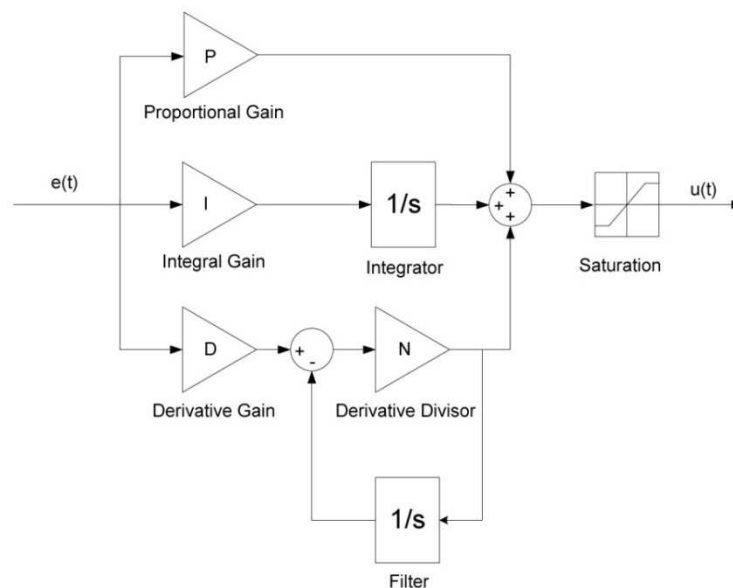 P
Proportional Gain
e(t)
I
Integral Gain
1/s
Integrator
+
+
+
Saturation
u(t)
D
Derivative Gain
+
-
N
Derivative Divisor
1/s
Filter